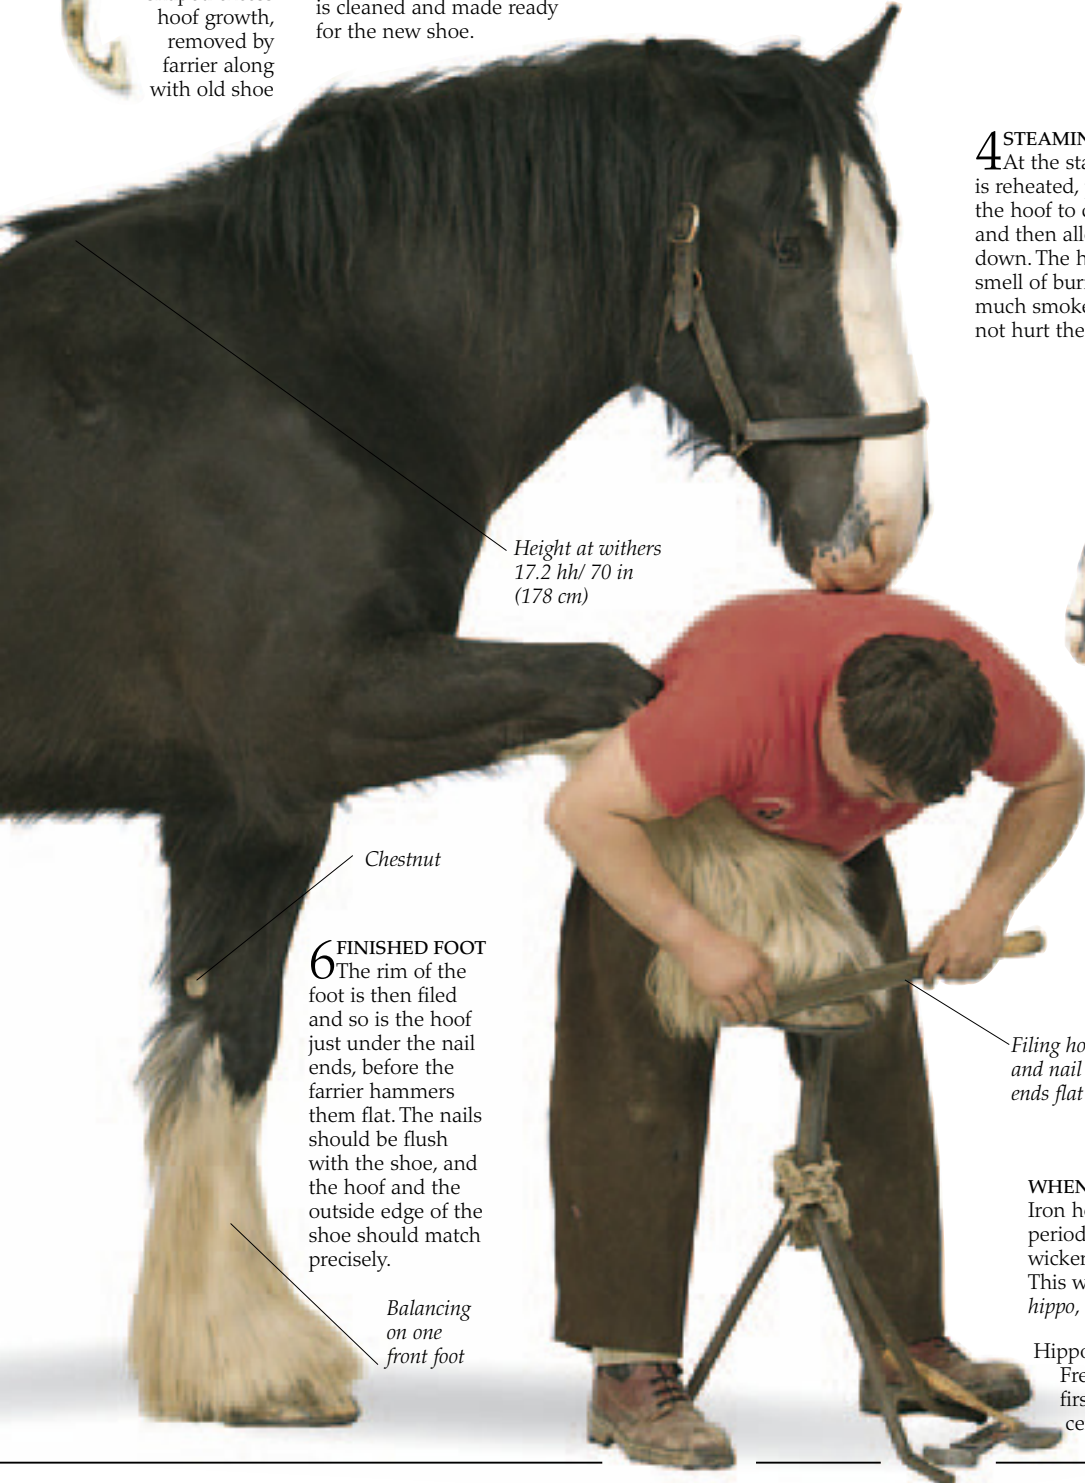 hoof growth,
removed by
farrier along
with old shoe
is cleaned and made ready
for the new shoe.
4 STEAMIN
At the sta
is reheated,
the hoof to
and then all
down. The h
smell of bur
much smoke
not hurt the
Height at withers
17.2 hh/ 70 in
(178 cm)
Chestnut
6 FINISHED FOOT
The rim of the
foot is then filed
and so is the hoof
just under the nail
ends, before the
farrier hammers
them flat. The nails
should be flush
with the shoe, and
the hoof and the
outside edge of the
shoe should match
precisely.
Balancing
on one
front foot
Filing ho
and nail
ends flat
WHEN
Iron h
period
wicker
This w
hippo,
Hippo
Fre
firs
ce